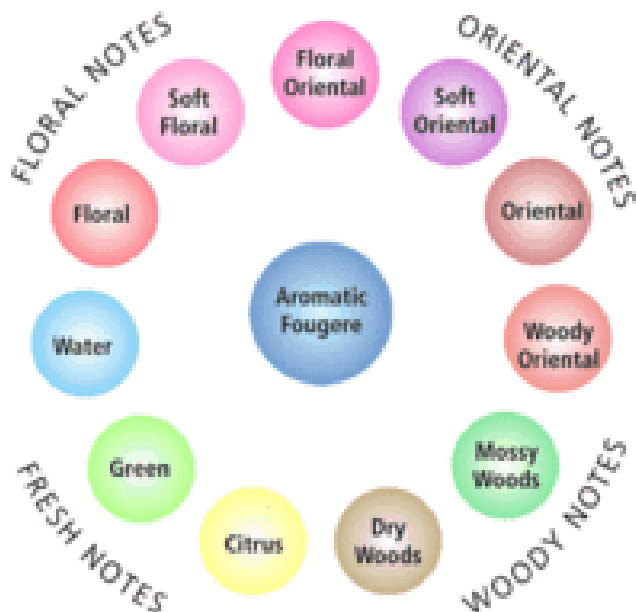 FLORAL NOTES
ORIENTAL NOTES
Floral
Oriental
Soft
Floral
Soft
Oriental
Floral
Oriental
Aromatic
Fougere
Water
Woody
Oriental
Green
Mossy
Woods
Citrus
Dry
Woods
FRESH NOTES
WOODY NOTES